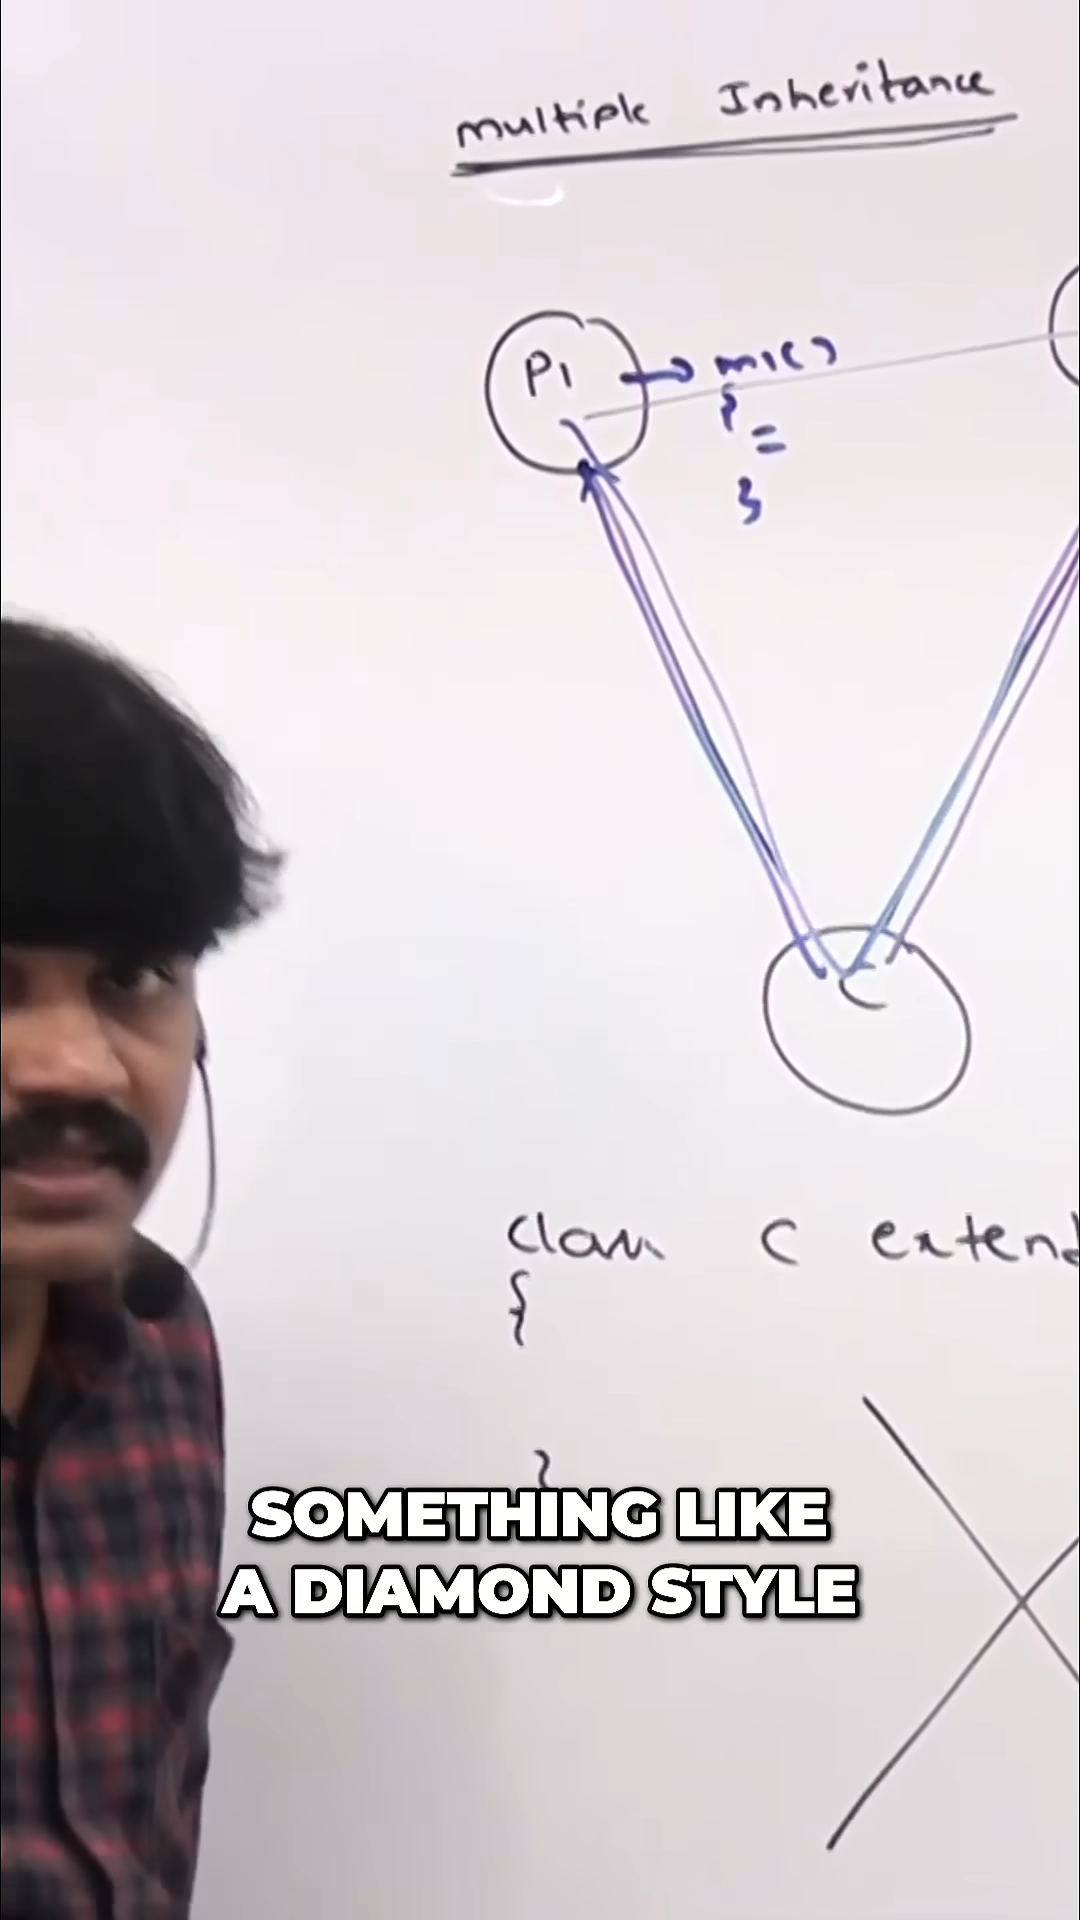 multiple Inheritance
P1 → m1()
{
=
}
C
class C extend
{
}
SOMETHING LIKE
A DIAMOND STYLE